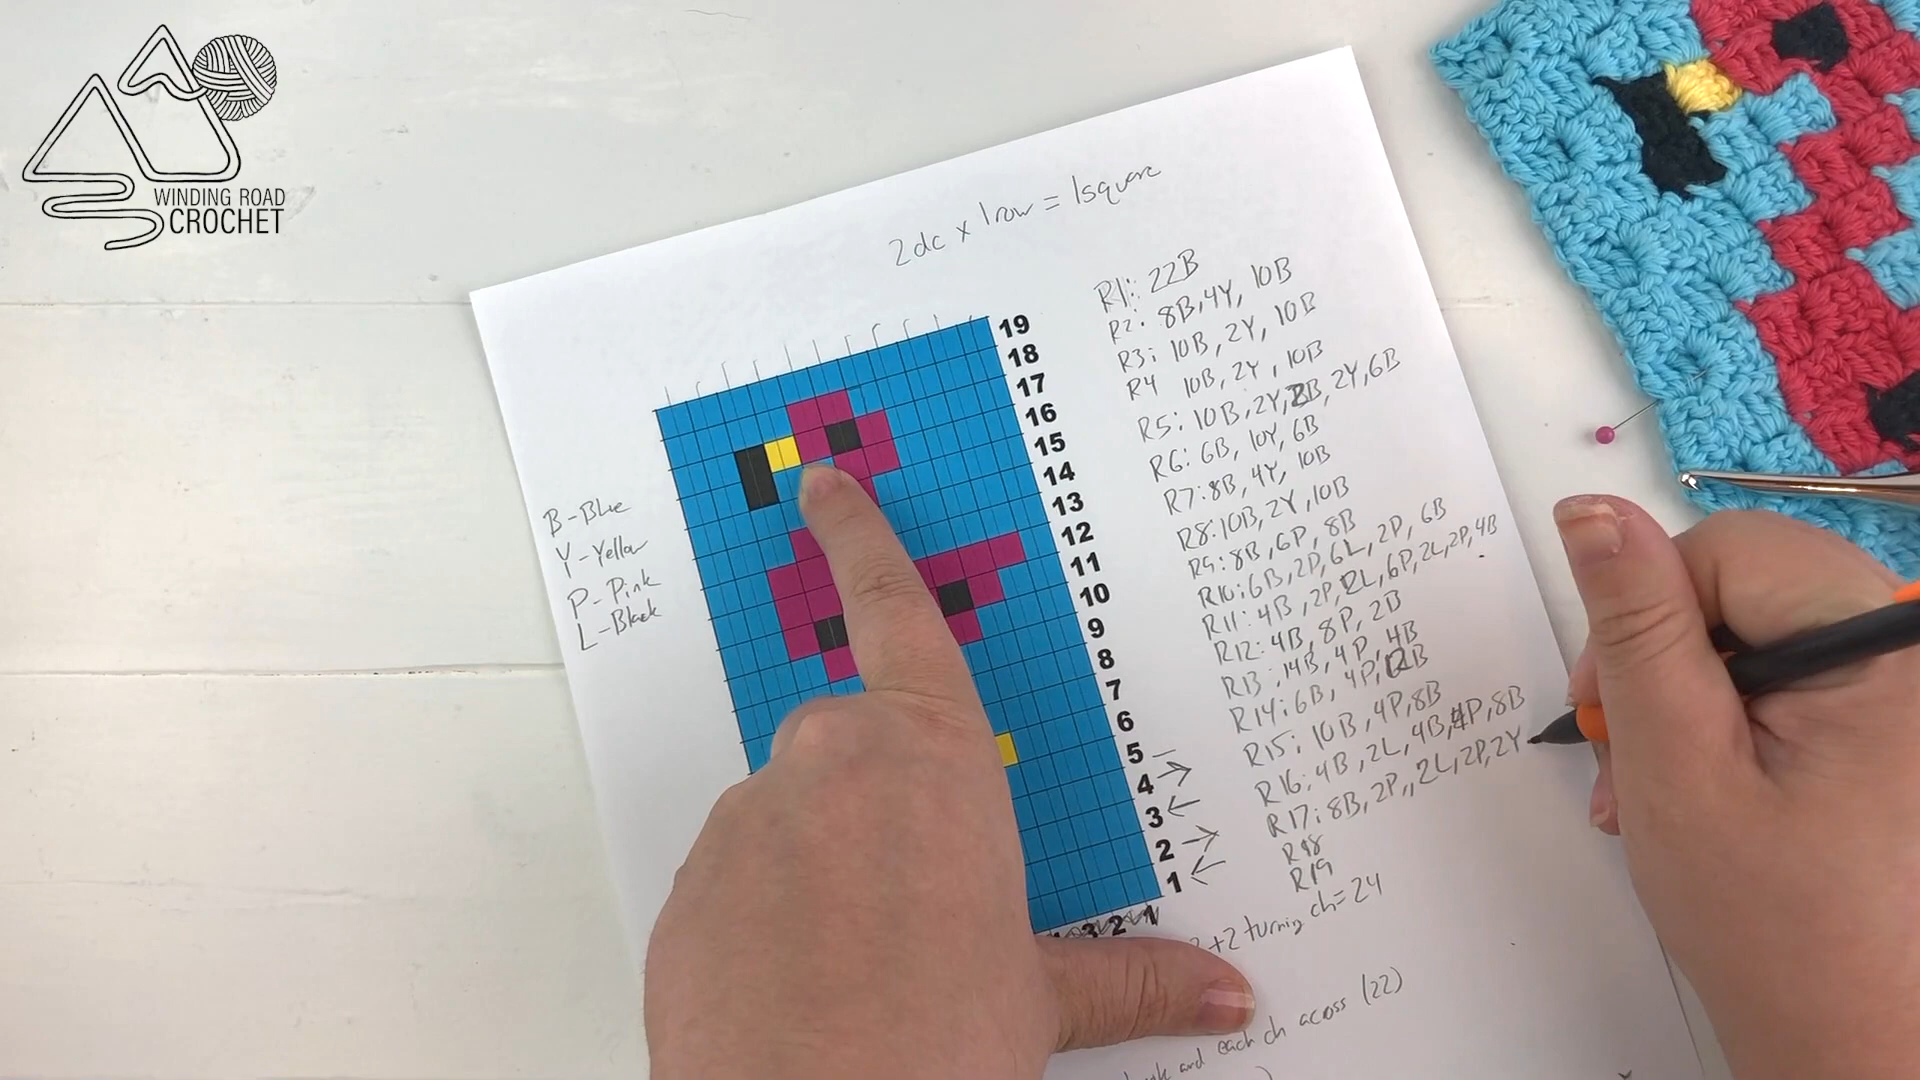 WINDING ROAD
CROCHET
2dc x 1row = 1square
B-Blue
Y-Yellow
P-Pink
L-Black
19
18
17
16
15
14
13
12
11
10
9
8
7
6
5
4
3
2
1
3 2 1
R1: 22B
R2: 8B, 4Y, 10B
R3: 10B, 2Y, 10B
R4 10B, 2Y, 10B
R5: 10B, 2Y, 2B, 2Y, 6B
R6: 6B, 10Y, 6B
R7: 8B, 4Y, 10B
R8: 10B, 2Y, 10B
R9: 8B, 6P, 8B
R10: 6B, 2P, 6L, 2P, 6B
R11: 4B, 2P, 2L, 6P, 2L, 2P, 4B
R12: 4B, 8P, 2B
R13: 14B, 4P, 4B
R14: 6B, 4P, 12B
R15: 10B, 4P, 8B
R16: 4B, 2L, 4B, 4P, 8B
R17: 8B, 2P,, 2L, 2P, 2Y
R18
R19
+2 turning ch=24
and each ch across (22)